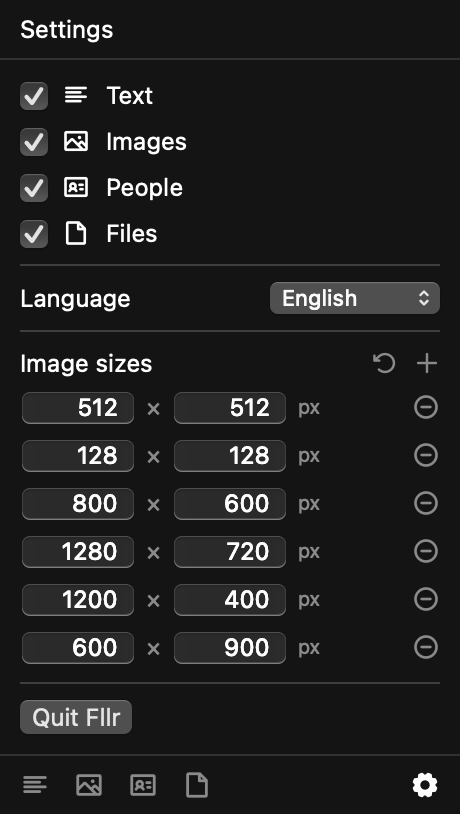 Settings
Text
Images
People
Files
Language English
Image sizes
512 × 512 px
128 × 128 px
800 × 600 px
1280 × 720 px
1200 × 400 px
600 × 900 px
Quit Fllr